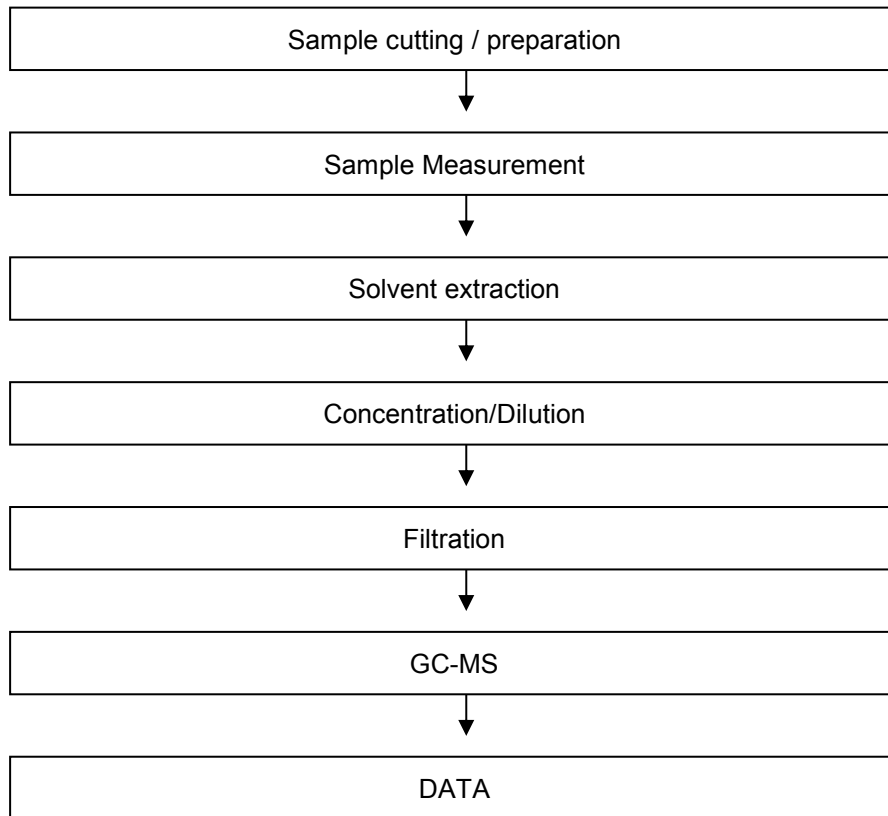 Sample cutting / preparation
Sample Measurement
Solvent extraction
Concentration/Dilution
Filtration
GC-MS
DATA